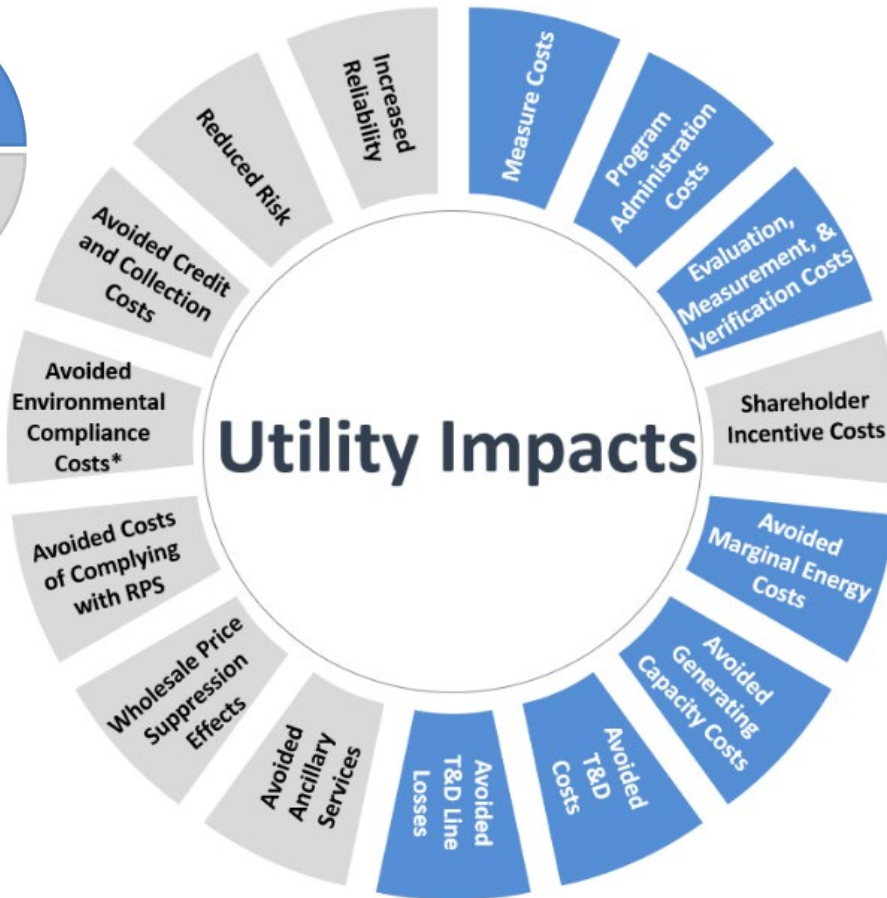 Utility Impacts
Measure Costs
Program
Administration
Costs
Evaluation,
Measurement, &
Verification Costs
Shareholder
Incentive Costs
Avoided
Marginal Energy
Costs
Avoided
Generating
Capacity Costs
Avoided
T&D
Costs
Avoided
T&D Line
Losses
Avoided
Ancillary
Services
Wholesale Price
Suppression
Effects
Avoided Costs
of Complying
with RPS
Avoided
Environmental
Compliance
Costs*
Avoided Credit
and Collection
Costs
Reduced Risk
Increased
Reliability